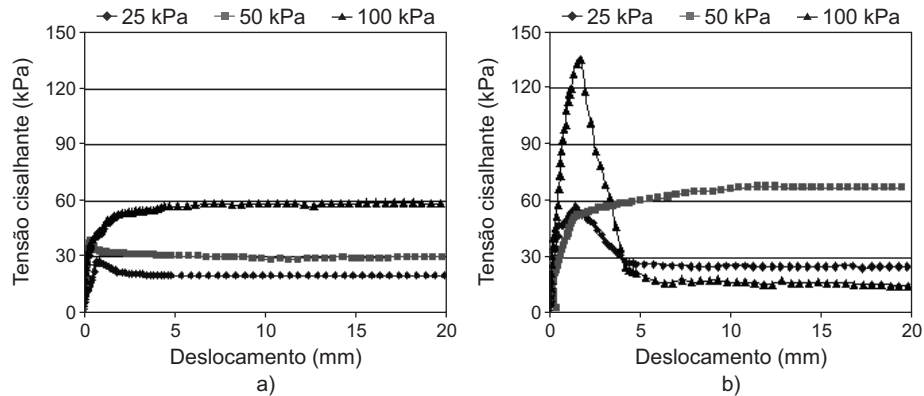 25 kPa 50 kPa 100 kPa
Tensão cisalhante (kPa)
150
120
90
60
30
0
0 5 10 15 20
Deslocamento (mm)
a)
25 kPa 50 kPa 100 kPa
Tensão cisalhante (kPa)
150
120
90
60
30
0
0 5 10 15 20
Deslocamento (mm)
b)